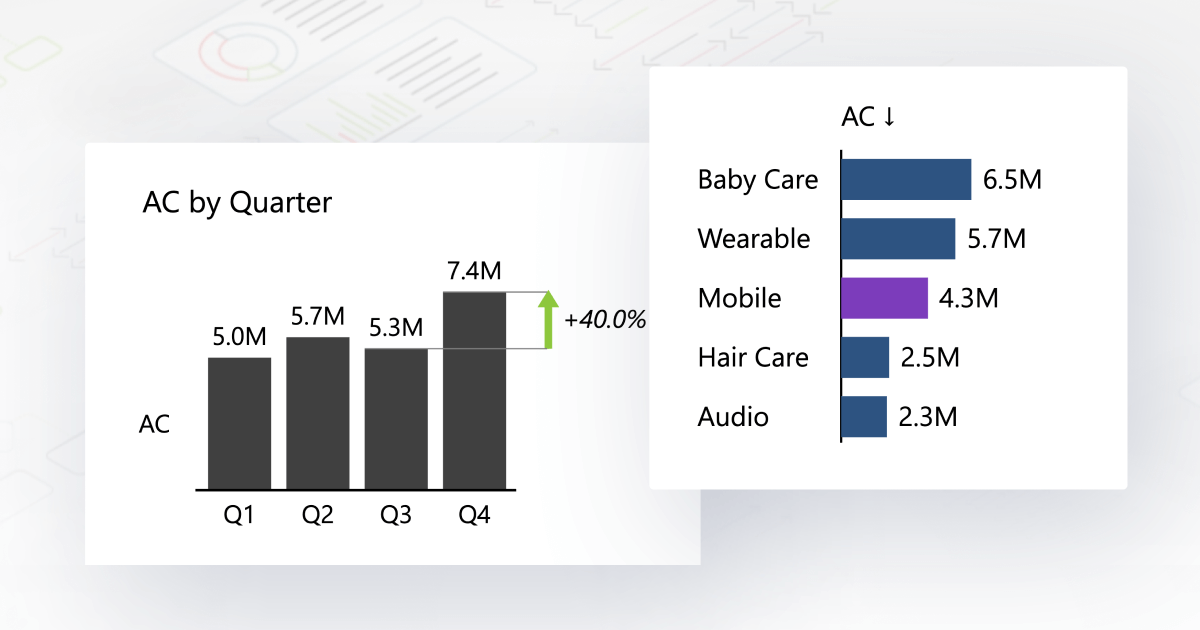 AC by Quarter
7.4M
5.7M
5.3M
5.0M
+40.0%
AC
Q1 Q2 Q3 Q4
AC ↓
Baby Care 6.5M
Wearable 5.7M
Mobile 4.3M
Hair Care 2.5M
Audio 2.3M